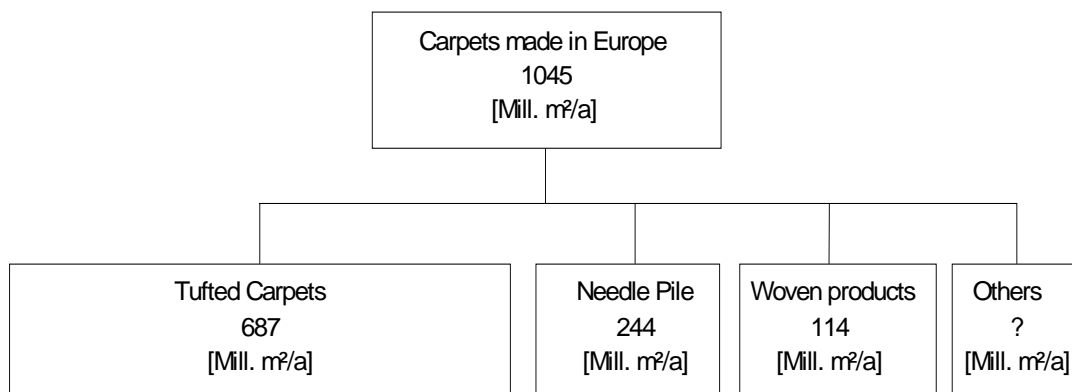 Carpets made in Europe
1045
[Mill. m²/a]
Tufted Carpets
687
[Mill. m²/a]
Needle Pile
244
[Mill. m²/a]
Woven products
114
[Mill. m²/a]
Others
?
[Mill. m²/a]